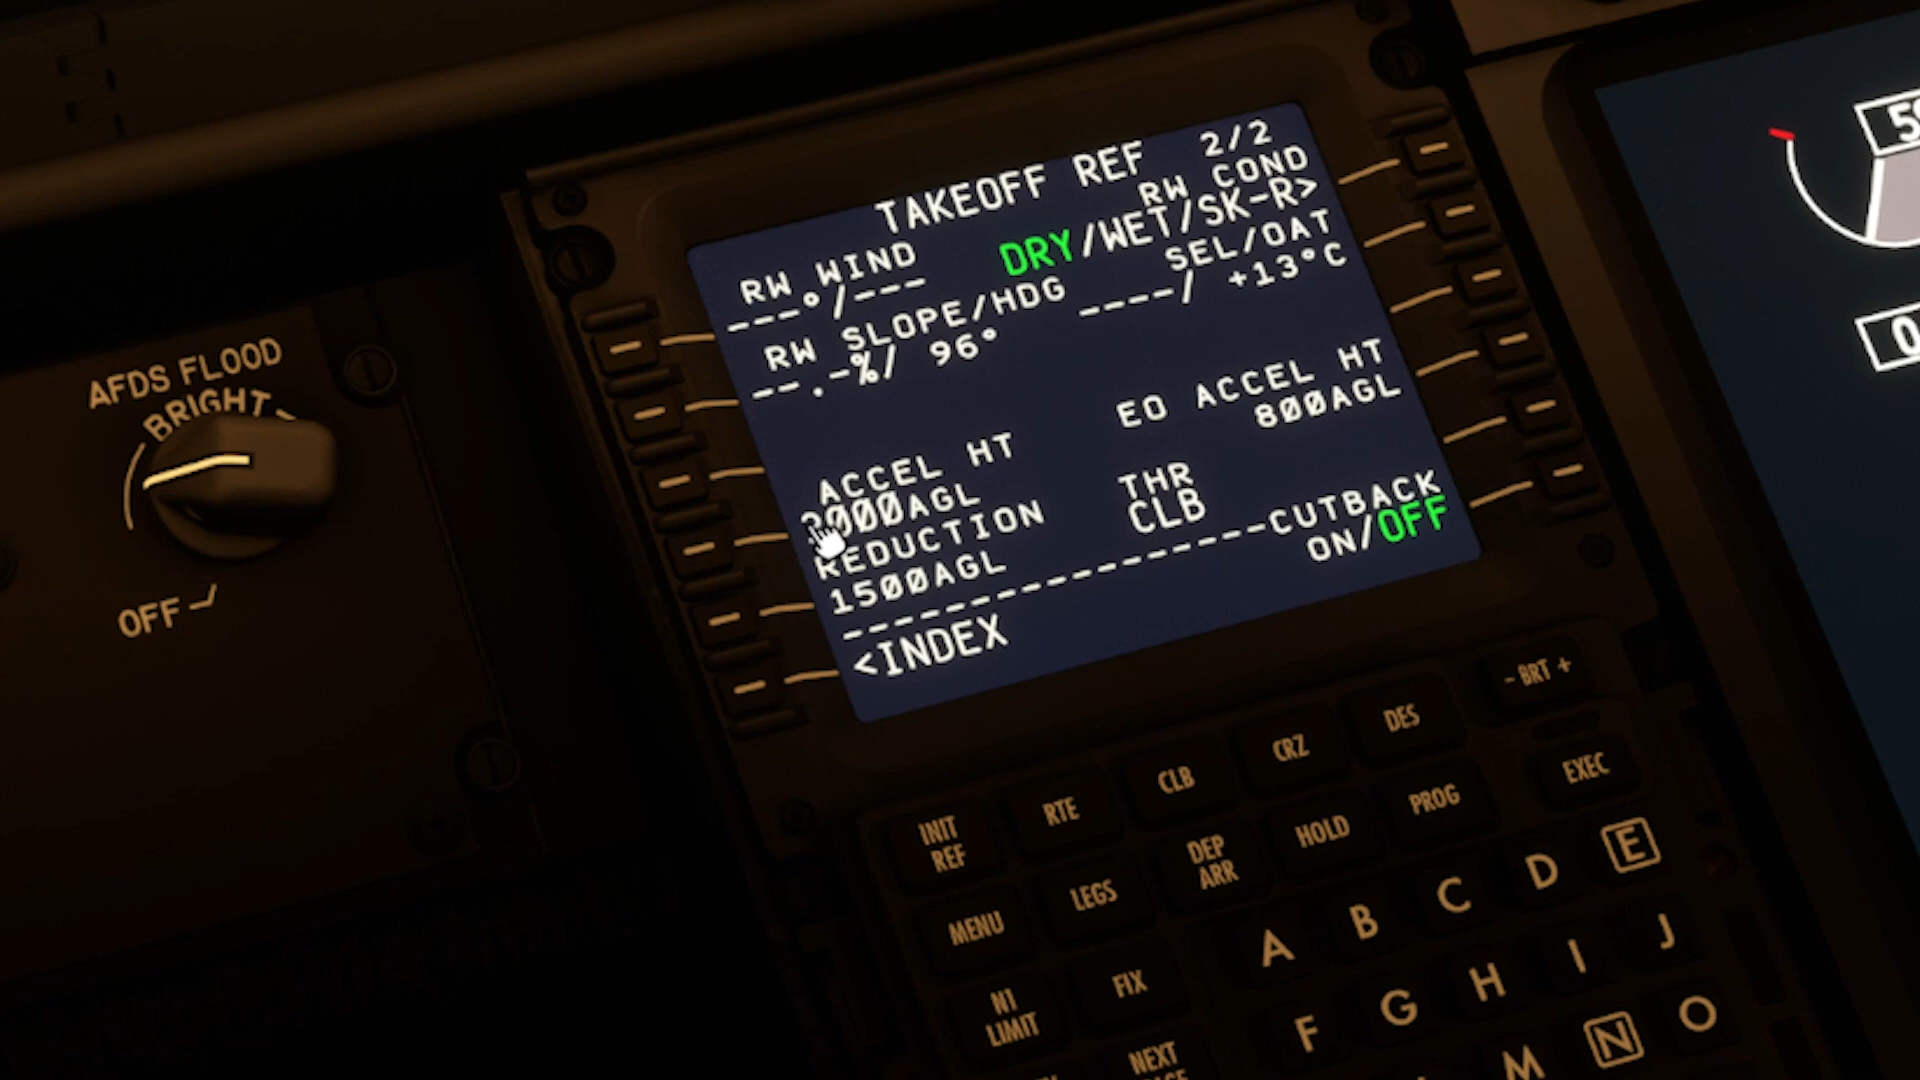 TAKEOFF REF 2/2
RW COND
RW WIND DRY/WET/SK-R>
---°/--- SEL/OAT
RW SLOPE/HDG ----/ +13°C
--.-%/ 96°
EO ACCEL HT
800AGL
ACCEL HT
THR
REDUCTION CLB CUTBACK
1500AGL ON/OFF
<INDEX
AFDS FLOOD
BRIGHT
OFF
- BRT +
INIT REF
RTE
CLB
CRZ
DES
MENU
LEGS
DEP ARR
HOLD
PROG
EXEC
N1 LIMIT
FIX
A B C D E
F G H I J
M N O
NEXT